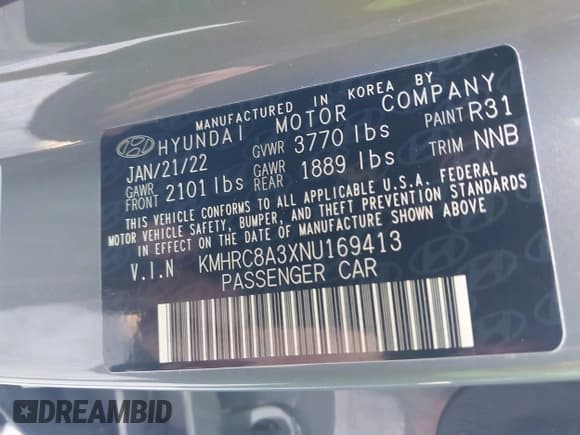 MANUFACTURED IN KOREA BY
HYUNDAI MOTOR COMPANY
JAN/21/22 GVWR 3770 lbs PAINT R31
GAWR FRONT 2101 lbs GAWR REAR 1889 lbs TRIM NNB
THIS VEHICLE CONFORMS TO ALL APPLICABLE U.S.A. FEDERAL
MOTOR VEHICLE SAFETY, BUMPER, AND THEFT PREVENTION STANDARDS
IN EFFECT ON THE DATE OF MANUFACTURE SHOWN ABOVE.
V.I.N KMHRC8A3XNU169413
PASSENGER CAR
DREAMBID